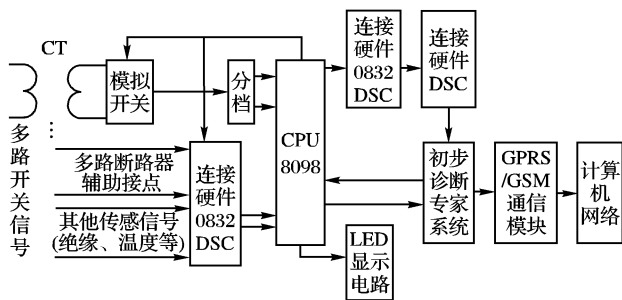 CT
多路开关信号
模拟
开关
分
档
CPU
8098
连接
硬件
0832
DSC
连接
硬件
DSC
多路断路器
辅助接点
其他传感信号
(绝缘、温度等)
连接
硬件
0832
DSC
初步
诊断
专家
系统
GPRS
/GSM
通信
模块
计算
机
网络
LED
显示
电路